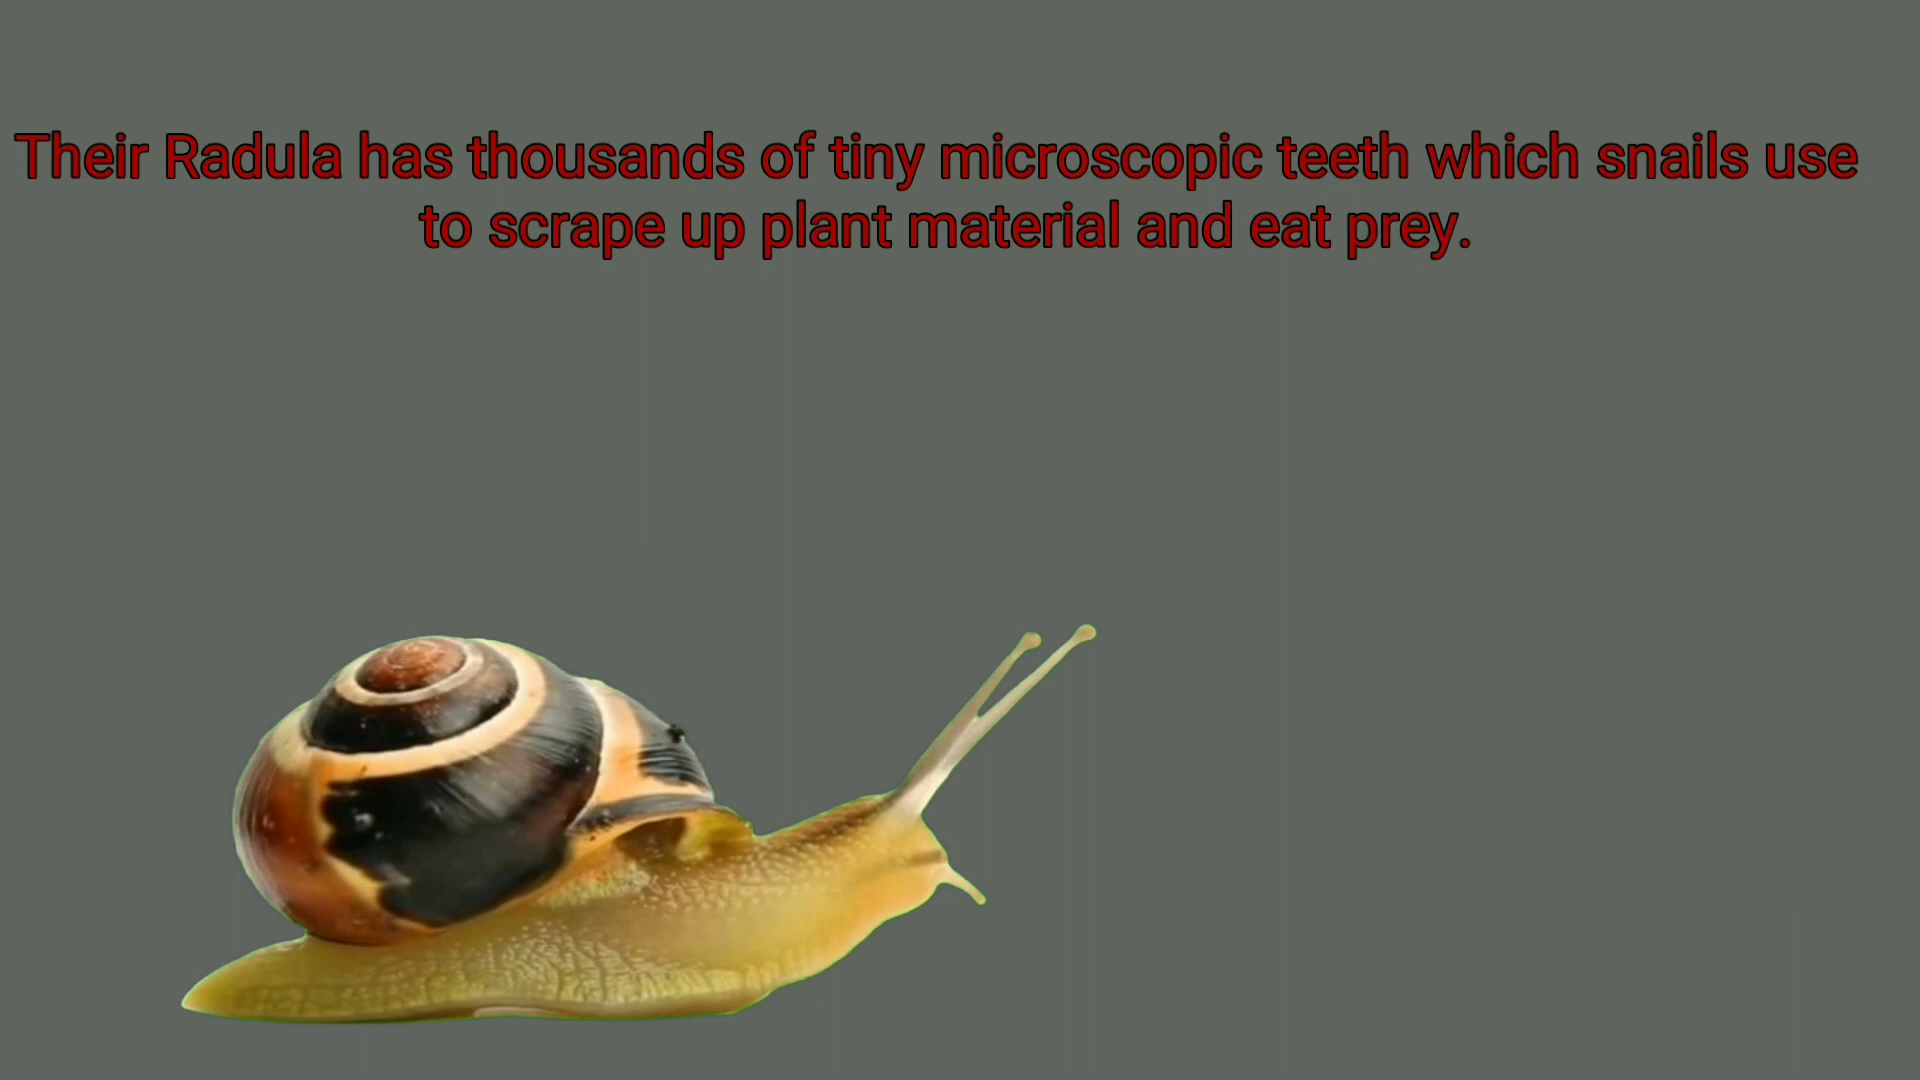 Their Radula has thousands of tiny microscopic teeth which snails use
to scrape up plant material and eat prey.